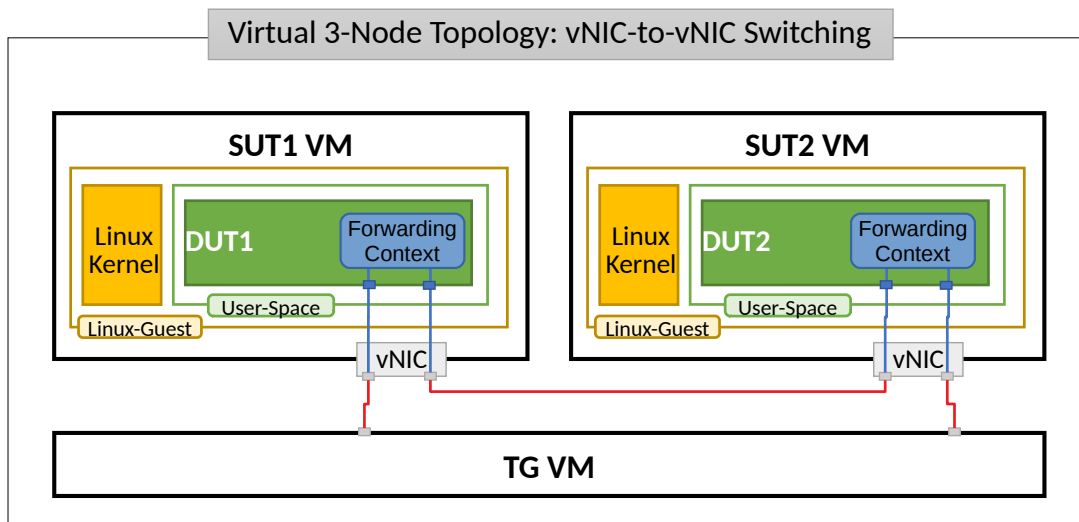 Virtual 3-Node Topology: vNIC-to-vNIC Switching
SUT1 VM
Linux
Kernel
DUT1
Forwarding
Context
User-Space
Linux-Guest
vNIC
SUT2 VM
Linux
Kernel
DUT2
Forwarding
Context
User-Space
Linux-Guest
vNIC
TG VM